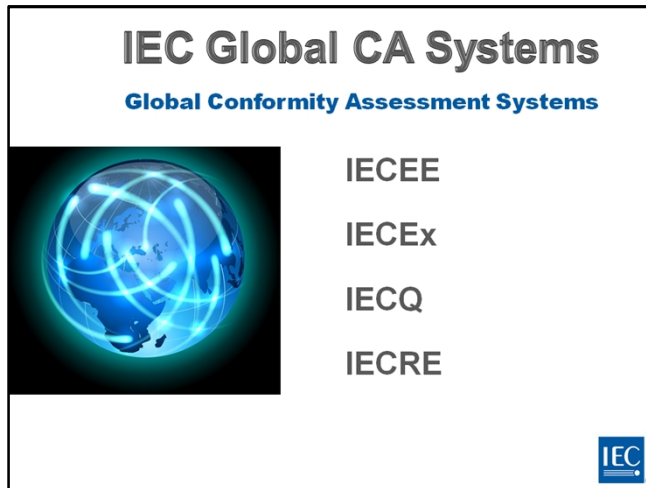 IEC Global CA Systems
Global Conformity Assessment Systems
IECEE
IECEx
IECQ
IECRE
IEC